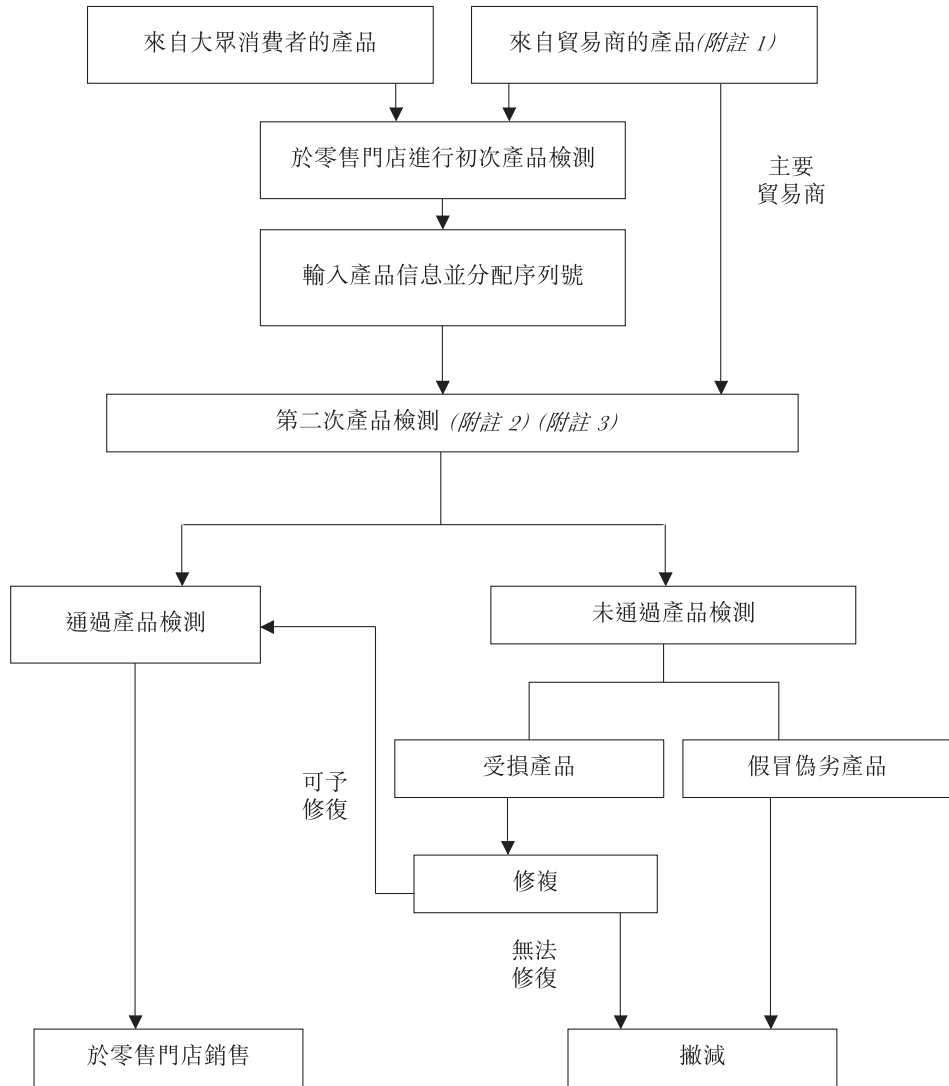 來自大眾消費者的產品
來自貿易商的產品(附註 1)
於零售門店進行初次產品檢測
主要
貿易商
輸入產品信息並分配序列號
第二次產品檢測 (附註 2) (附註 3)
通過產品檢測
未通過產品檢測
受損產品
假冒偽劣產品
可予
修復
修複
無法
修復
於零售門店銷售
撇減